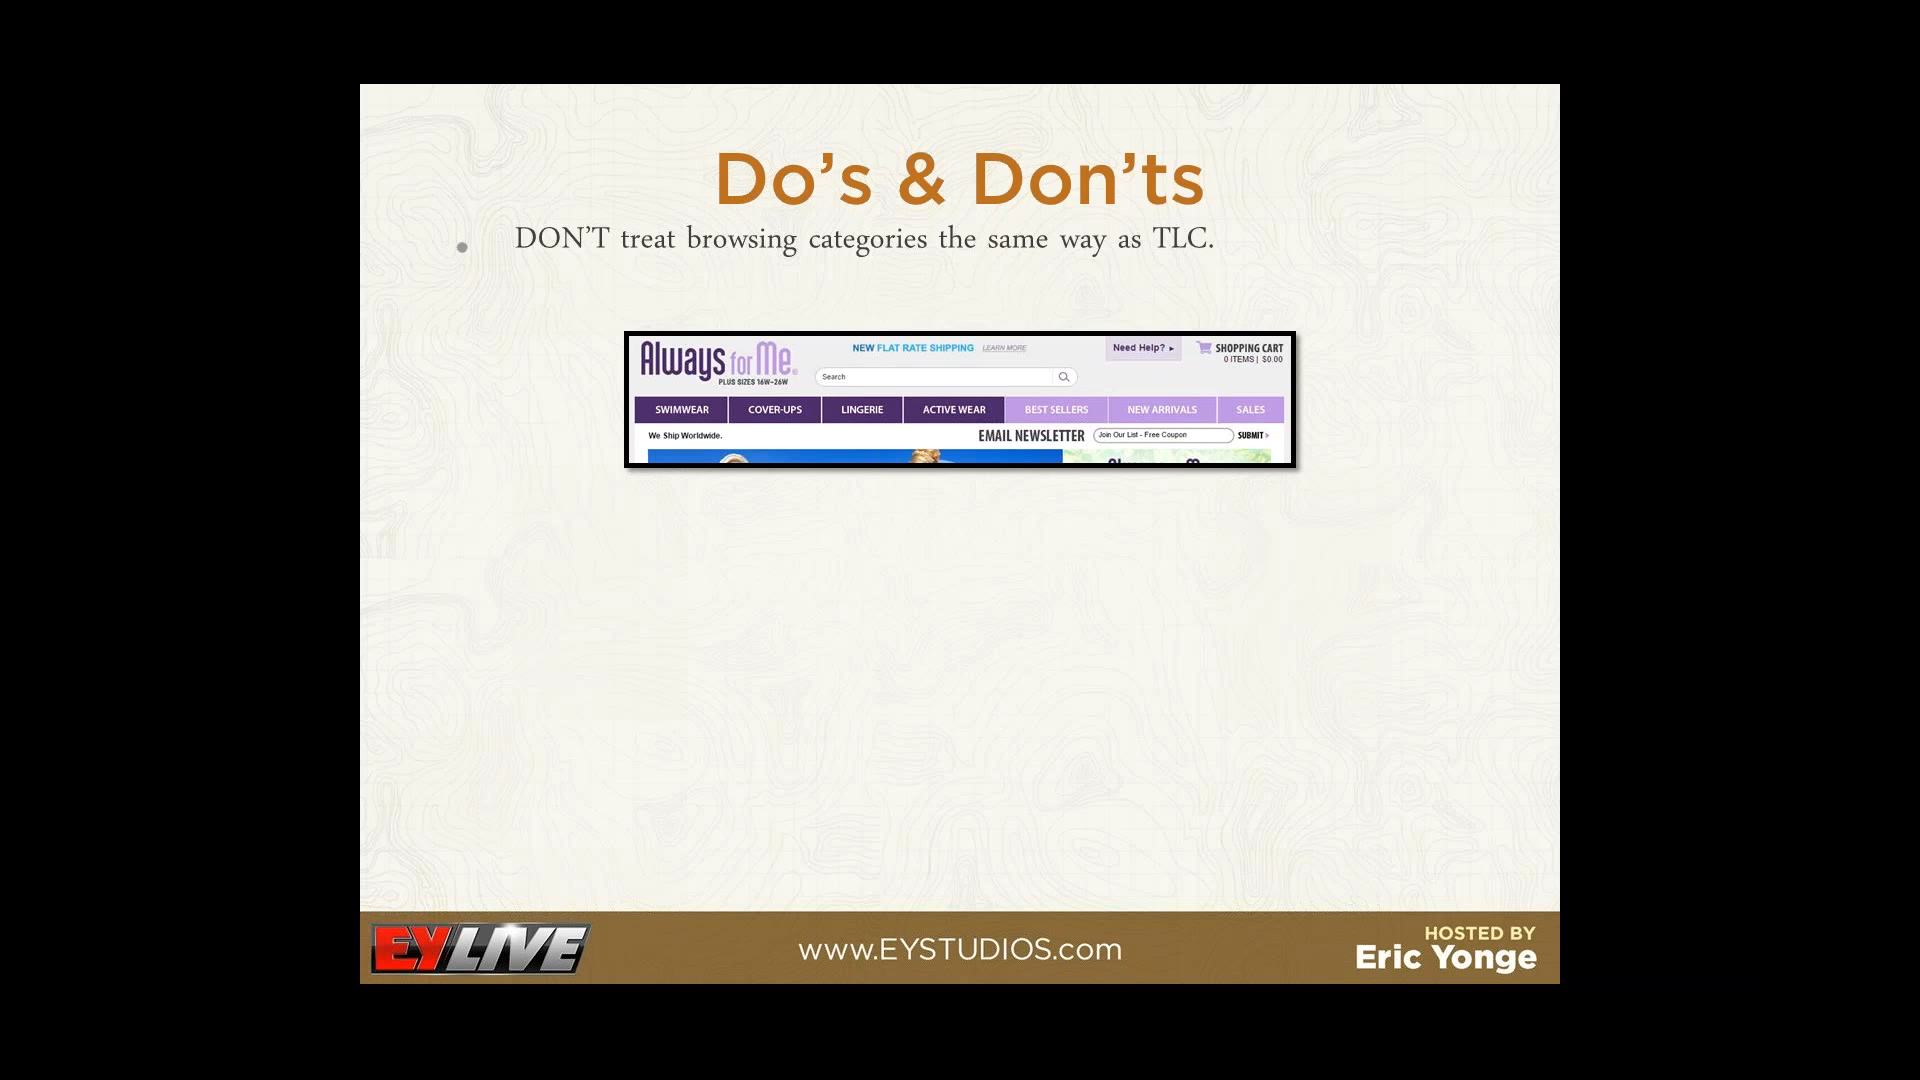 Do’s & Don’ts
DON’T treat browsing categories the same way as TLC.
Always for Me®
PLUS SIZES 16W-26W
NEW FLAT RATE SHIPPING LEARN MORE
Need Help? ▸
SHOPPING CART
0 ITEMS | $0.00
Search
SWIMWEAR COVER-UPS LINGERIE ACTIVE WEAR BEST SELLERS NEW ARRIVALS SALES
We Ship Worldwide.
EMAIL NEWSLETTER Join Our List - Free Coupon SUBMIT
EYLIVE
www.EYSTUDIOS.com
HOSTED BY
Eric Yonge